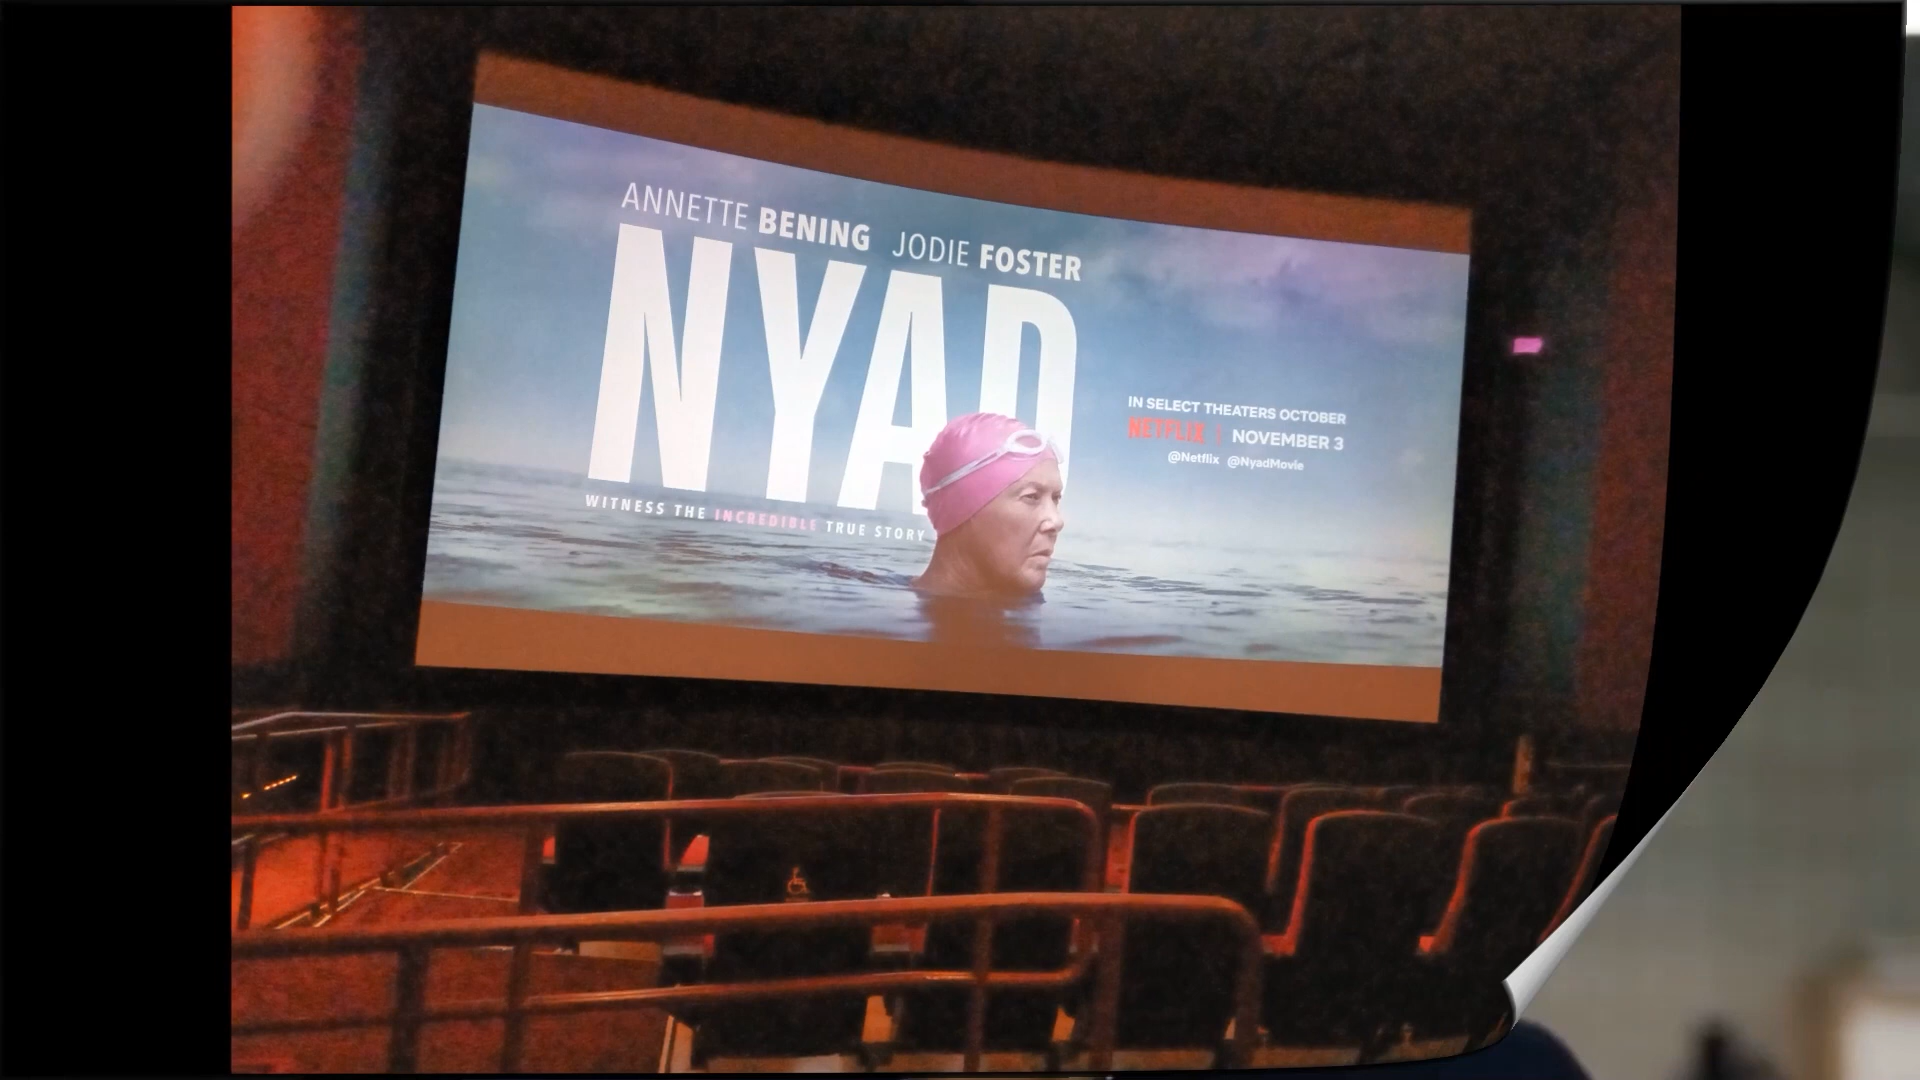 ANNETTE BENING JODIE FOSTER
NYAD
WITNESS THE INCREDIBLE TRUE STORY
IN SELECT THEATERS OCTOBER
NETFLIX | NOVEMBER 3
@Netflix @NyadMovie